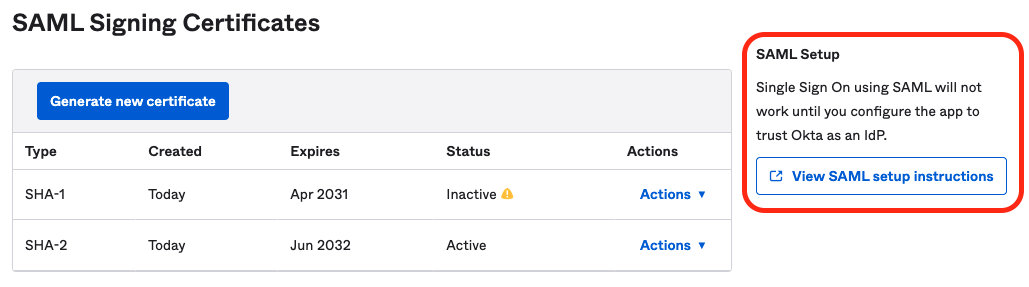 SAML Signing Certificates
Generate new certificate
Type Created Expires Status Actions
SHA-1 Today Apr 2031 Inactive Actions ▼
SHA-2 Today Jun 2032 Active Actions ▼
SAML Setup
Single Sign On using SAML will not
work until you configure the app to
trust Okta as an IdP.
View SAML setup instructions